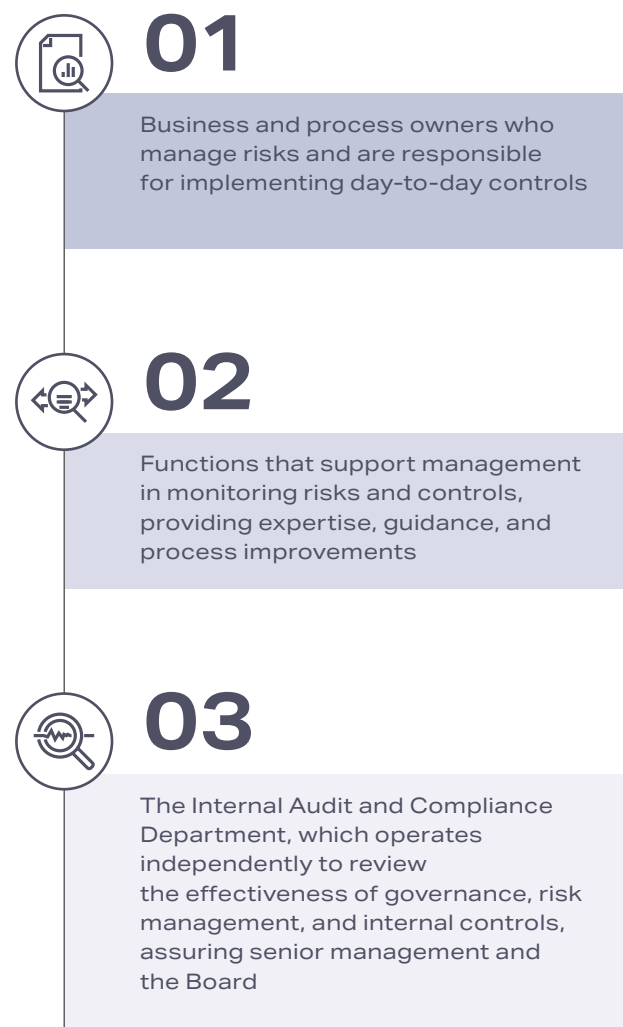 01
Business and process owners who
manage risks and are responsible
for implementing day-to-day controls
02
Functions that support management
in monitoring risks and controls,
providing expertise, guidance, and
process improvements
03
The Internal Audit and Compliance
Department, which operates
independently to review
the effectiveness of governance, risk
management, and internal controls,
assuring senior management and
the Board